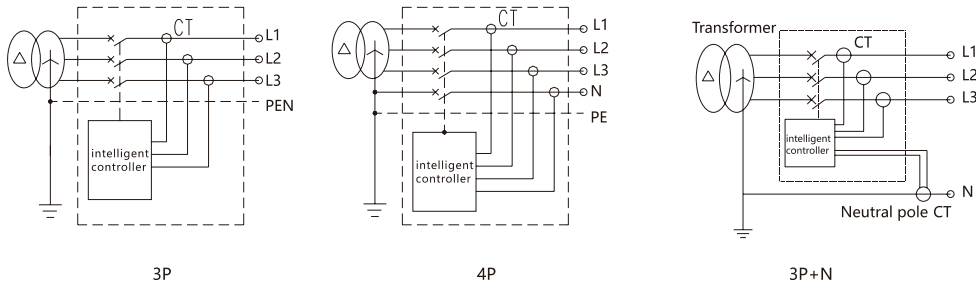 CT
L1
L2
L3
PEN
intelligent
controller
3P
CT
L1
L2
L3
N
PE
intelligent
controller
4P
Transformer
CT
L1
L2
L3
intelligent
controller
N
Neutral pole CT
3P+N